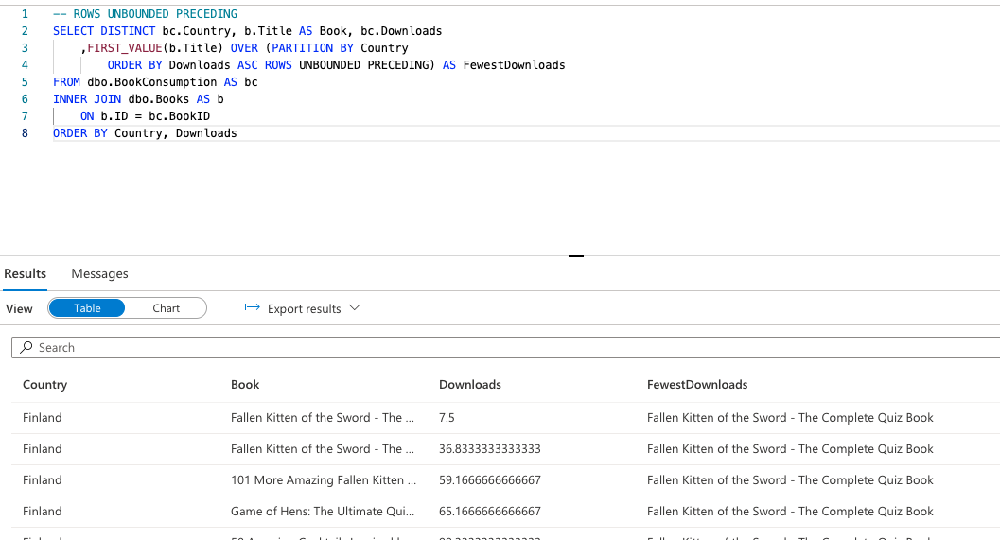 1 -- ROWS UNBOUNDED PRECEDING
2 SELECT DISTINCT bc.Country, b.Title AS Book, bc.Downloads
3 ,FIRST_VALUE(b.Title) OVER (PARTITION BY Country
4 ORDER BY Downloads ASC ROWS UNBOUNDED PRECEDING) AS FewestDownloads
5 FROM dbo.BookConsumption AS bc
6 INNER JOIN dbo.Books AS b
7 ON b.ID = bc.BookID
8 ORDER BY Country, Downloads
Results Messages
View Table Chart Export results
Search
Country Book Downloads FewestDownloads
Finland Fallen Kitten of the Sword - The ... 7.5 Fallen Kitten of the Sword - The Complete Quiz Book
Finland Fallen Kitten of the Sword - The ... 36.8333333333333 Fallen Kitten of the Sword - The Complete Quiz Book
Finland 101 More Amazing Fallen Kitten ... 59.1666666666667 Fallen Kitten of the Sword - The Complete Quiz Book
Finland Game of Hens: The Ultimate Qui... 65.1666666666667 Fallen Kitten of the Sword - The Complete Quiz Book